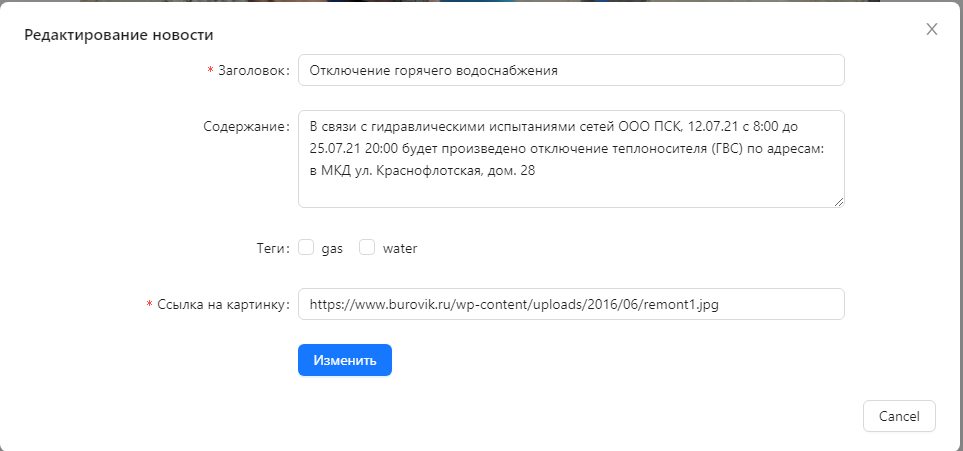 Редактирование новости
* Заголовок: Отключение горячего водоснабжения
Содержание: В связи с гидравлическими испытаниями сетей ООО ПСК, 12.07.21 с 8:00 до
25.07.21 20:00 будет произведено отключение теплоносителя (ГВС) по адресам:
в МКД ул. Краснофлотская, дом. 28
Теги: gas water
* Ссылка на картинку: https://www.burovik.ru/wp-content/uploads/2016/06/remont1.jpg
Изменить
Cancel